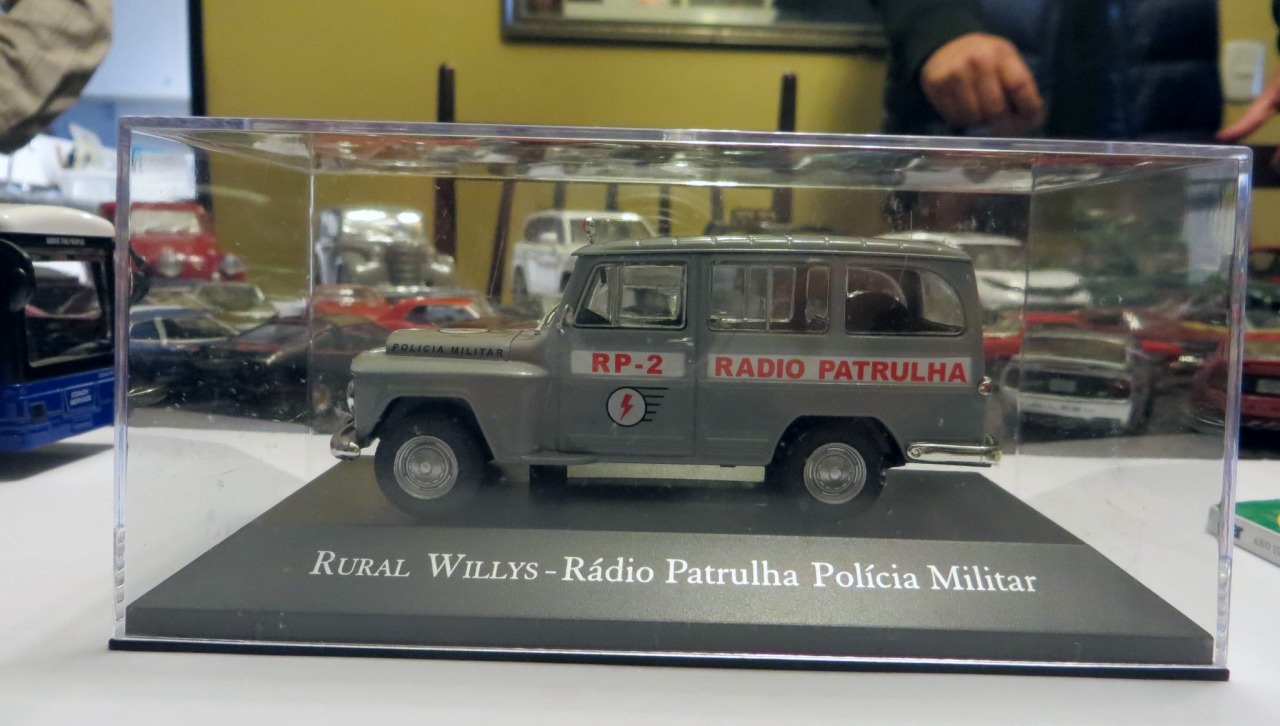 POLICIA MILITAR
RP-2
RADIO PATRULHA
RURAL WILLYS - Rádio Patrulha Polícia Militar